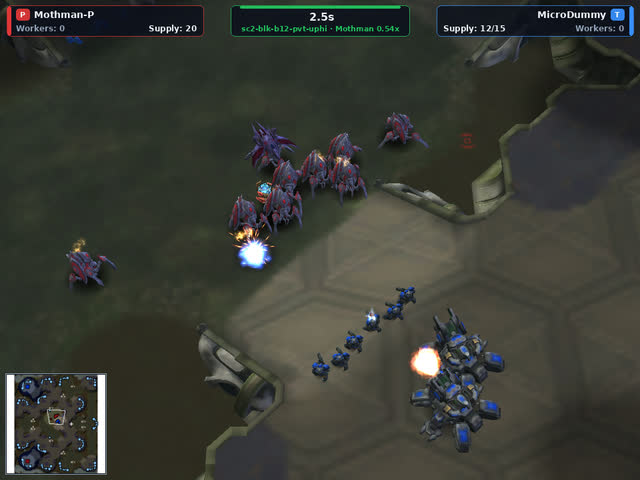 P Mothman-P
Workers: 0 Supply: 20
2.5s
sc2-blk-b12-pvt-uphi · Mothman 0.54x
MicroDummy T
Supply: 12/15 Workers: 0